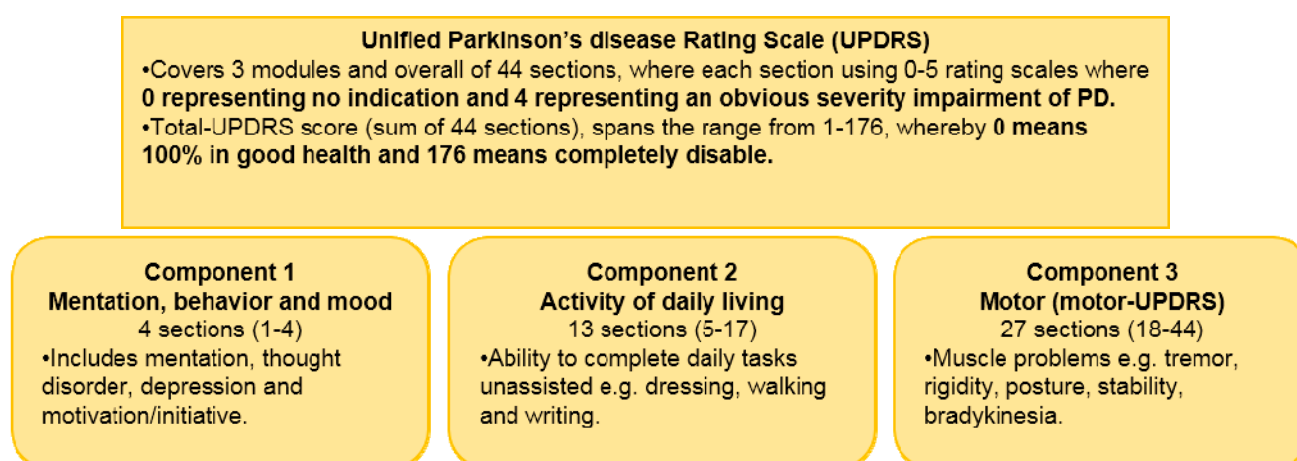 Unified Parkinson's disease Rating Scale (UPDRS)
•Covers 3 modules and overall of 44 sections, where each section using 0-5 rating scales where
0 representing no indication and 4 representing an obvious severity impairment of PD.
•Total-UPDRS score (sum of 44 sections), spans the range from 1-176, whereby 0 means
100% in good health and 176 means completely disable.
Component 1
Mentation, behavior and mood
4 sections (1-4)
•Includes mentation, thought
disorder, depression and
motivation/initiative.
Component 2
Activity of daily living
13 sections (5-17)
•Ability to complete daily tasks
unassisted e.g. dressing, walking
and writing.
Component 3
Motor (motor-UPDRS)
27 sections (18-44)
•Muscle problems e.g. tremor,
rigidity, posture, stability,
bradykinesia.